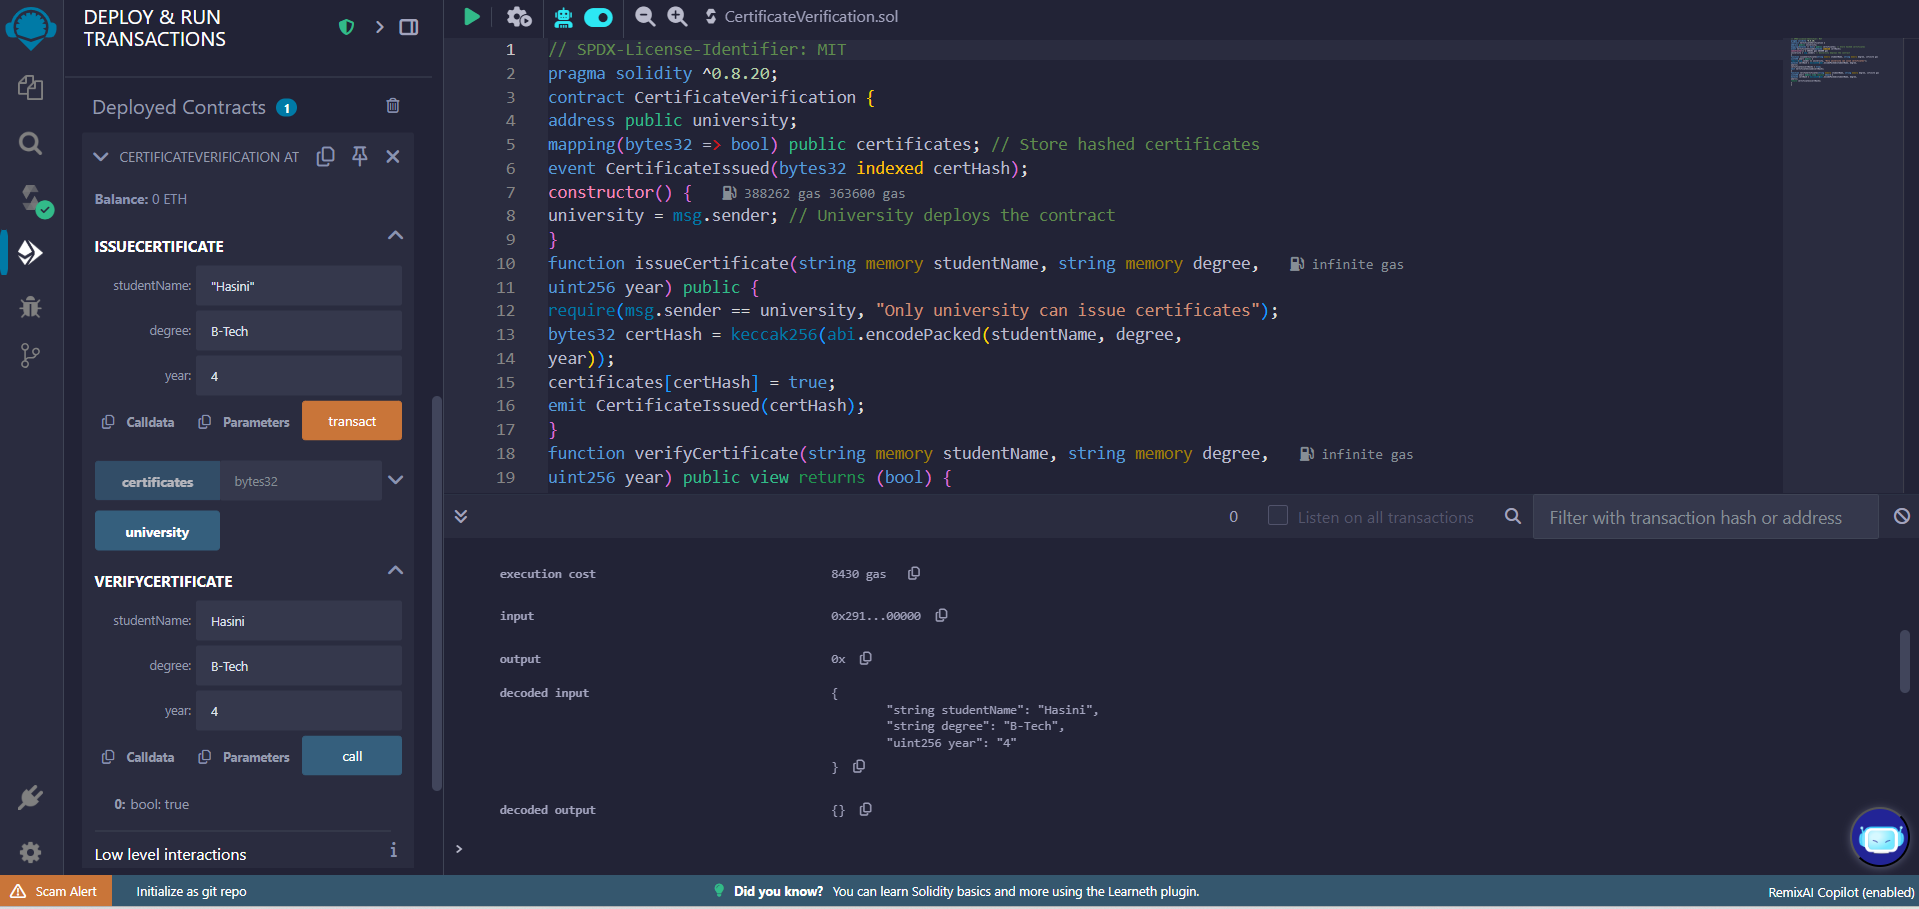 DEPLOY & RUN
TRANSACTIONS
Deployed Contracts 1
CERTIFICATEVERIFICATION AT
Balance: 0 ETH
ISSUECERTIFICATE
studentName: "Hasini"
degree: B-Tech
year: 4
Calldata Parameters transact
certificates bytes32
university
VERIFYCERTIFICATE
studentName: Hasini
degree: B-Tech
year: 4
Calldata Parameters call
0: bool: true
Low level interactions i
CertificateVerification.sol
1 // SPDX-License-Identifier: MIT
2 pragma solidity ^0.8.20;
3 contract CertificateVerification {
4 address public university;
5 mapping(bytes32 => bool) public certificates; // Store hashed certificates
6 event CertificateIssued(bytes32 indexed certHash);
7 constructor() { 388262 gas 363600 gas
8 university = msg.sender; // University deploys the contract
9 }
10 function issueCertificate(string memory studentName, string memory degree, infinite gas
11 uint256 year) public {
12 require(msg.sender == university, "Only university can issue certificates");
13 bytes32 certHash = keccak256(abi.encodePacked(studentName, degree,
14 year));
15 certificates[certHash] = true;
16 emit CertificateIssued(certHash);
17 }
18 function verifyCertificate(string memory studentName, string memory degree, infinite gas
19 uint256 year) public view returns (bool) {
0 Listen on all transactions Filter with transaction hash or address
execution cost 8430 gas
input 0x291...00000
output 0x
decoded input {
"string studentName": "Hasini",
"string degree": "B-Tech",
"uint256 year": "4"
}
decoded output {}
>
Scam Alert Initialize as git repo Did you know? You can learn Solidity basics and more using the Learneth plugin. RemixAI Copilot (enabled)